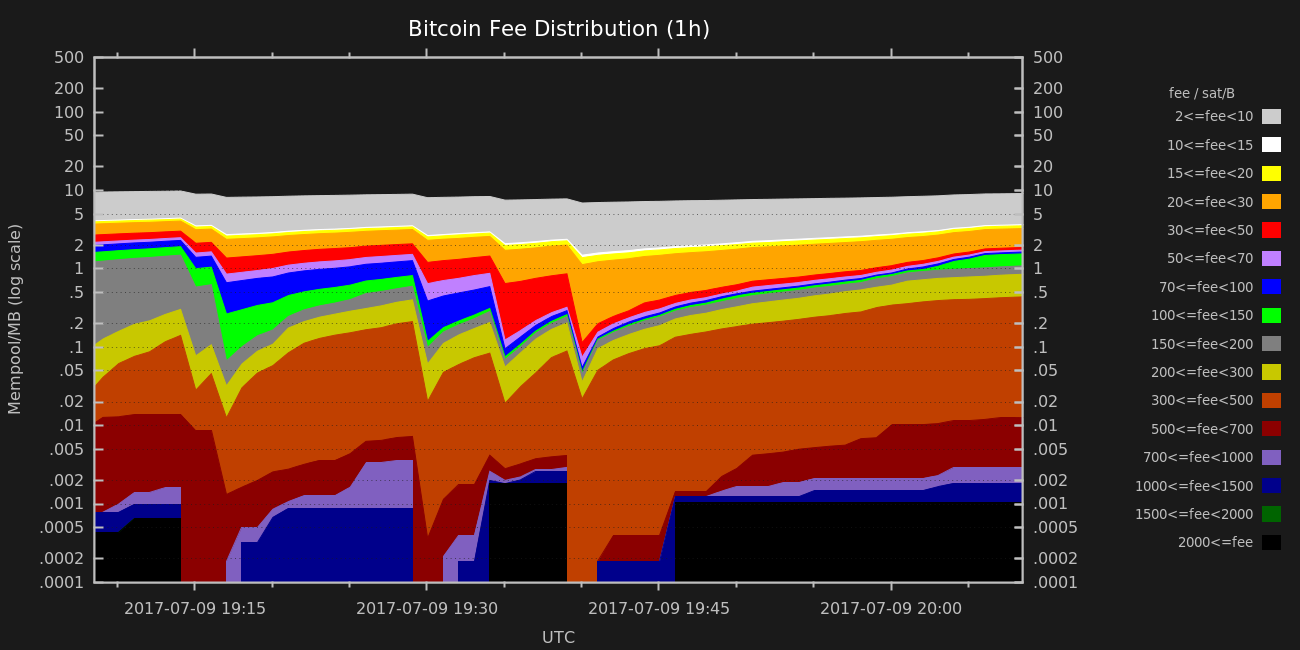 Bitcoin Fee Distribution (1h)
Mempool/MB (log scale)
500
200
100
50
20
10
5
2
1
.5
.2
.1
.05
.02
.01
.005
.002
.001
.0005
.0002
.0001
500
200
100
50
20
10
5
2
1
.5
.2
.1
.05
.02
.01
.005
.002
.001
.0005
.0002
.0001
2017-07-09 19:15 2017-07-09 19:30 2017-07-09 19:45 2017-07-09 20:00
UTC
fee / sat/B
2<=fee<10
10<=fee<15
15<=fee<20
20<=fee<30
30<=fee<50
50<=fee<70
70<=fee<100
100<=fee<150
150<=fee<200
200<=fee<300
300<=fee<500
500<=fee<700
700<=fee<1000
1000<=fee<1500
1500<=fee<2000
2000<=fee